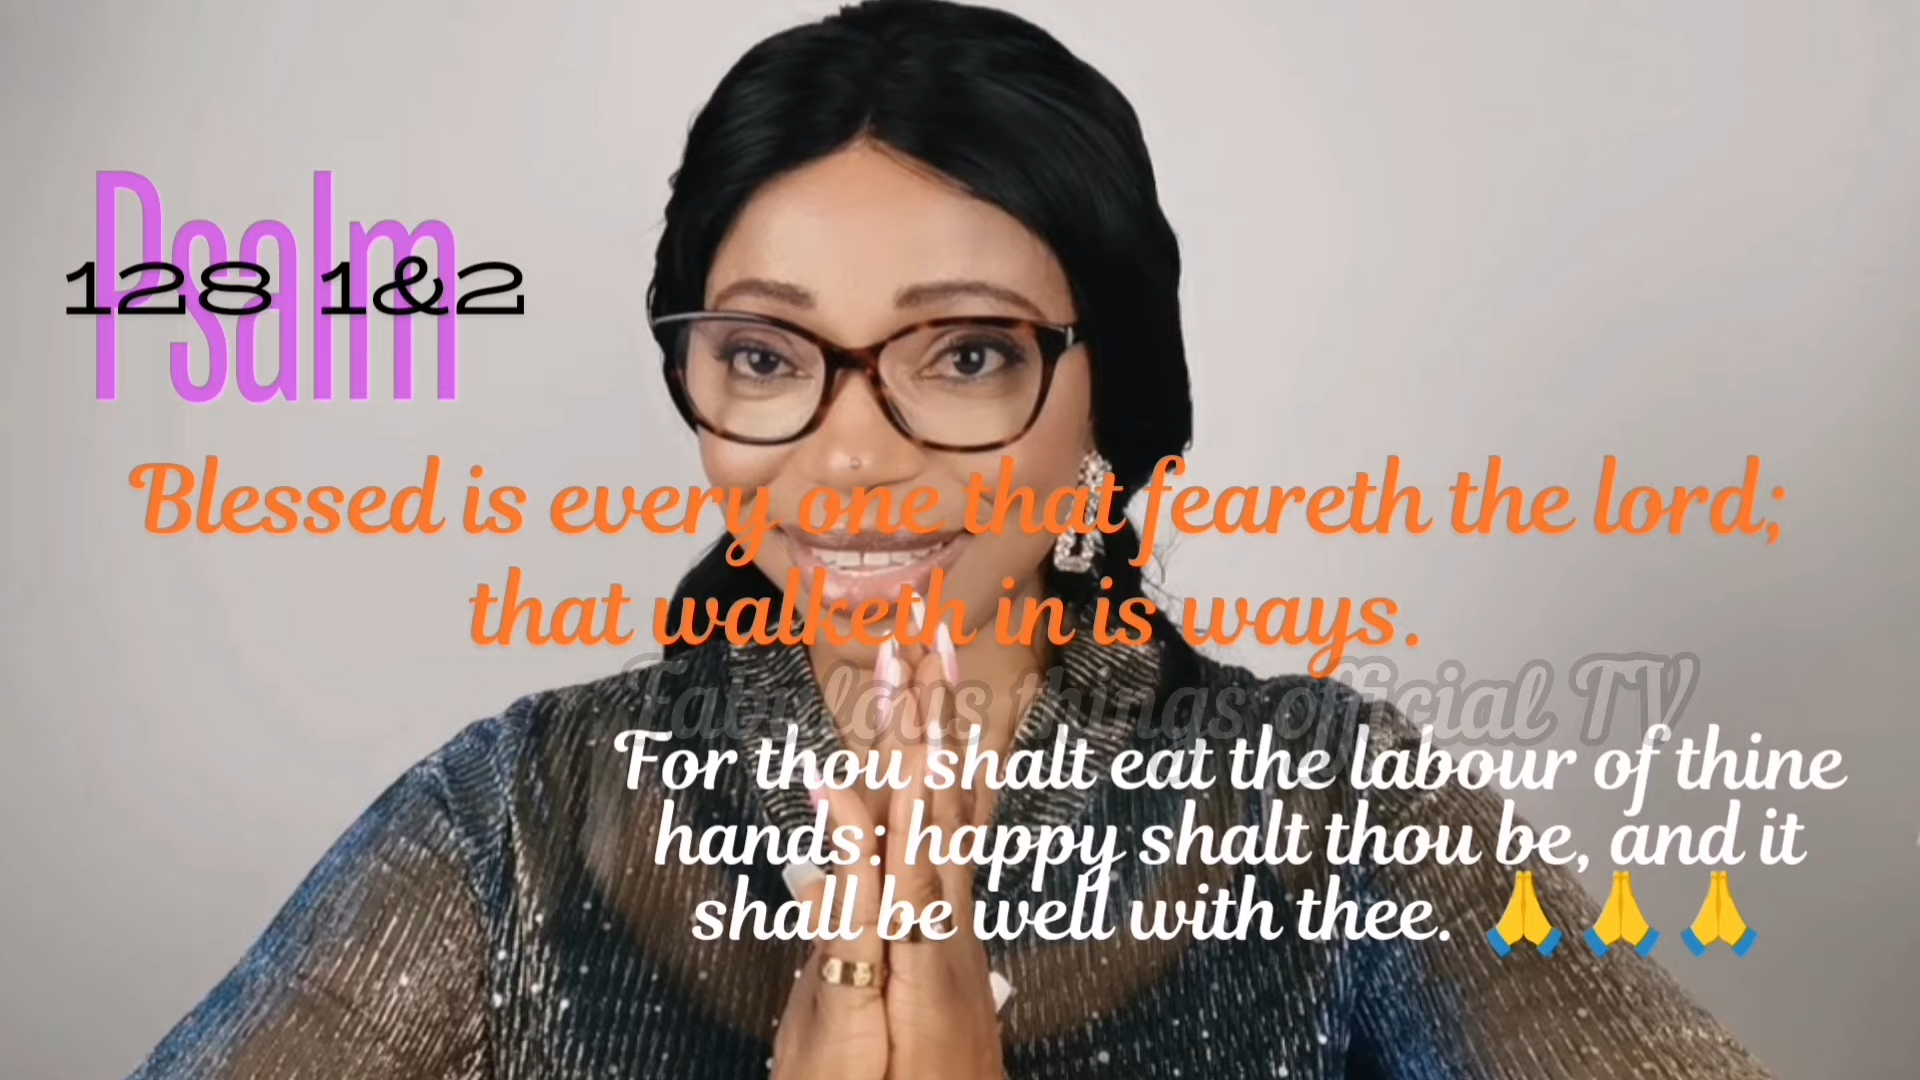 Psalm
128 1&2
Blessed is every one that feareth the lord;
that walketh in is ways.
Fabulous things official TV
For thou shalt eat the labour of thine
hands: happy shalt thou be, and it
shall be well with thee. 🙏🙏🙏